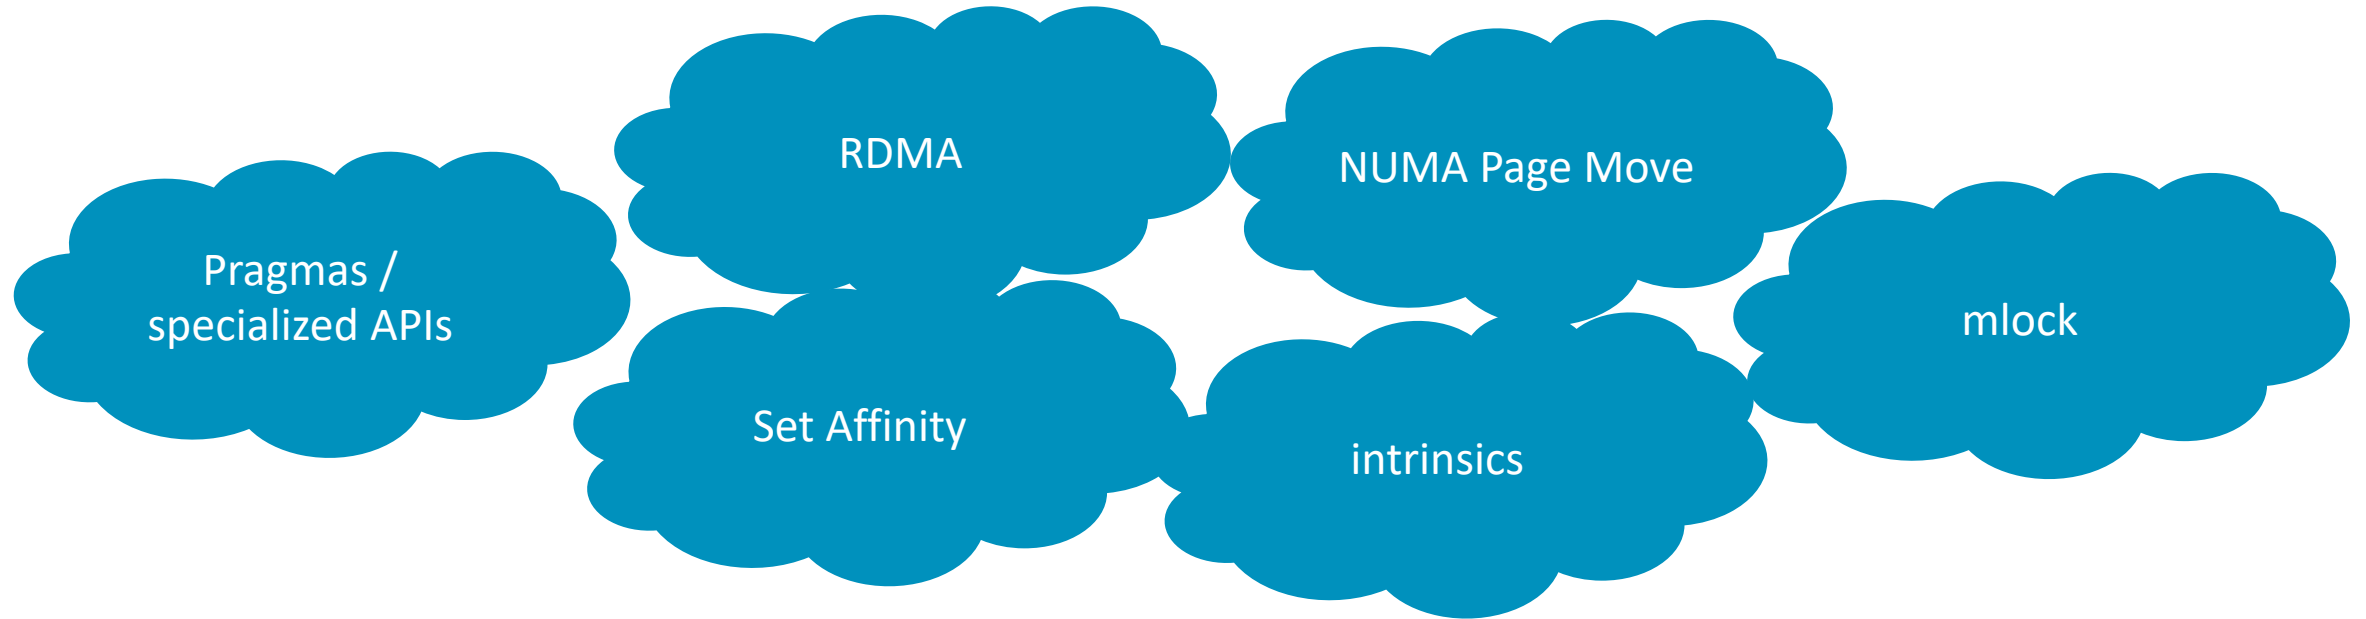 Pragmas /
specialized APIs
RDMA
Set Affinity
NUMA Page Move
intrinsics
mlock